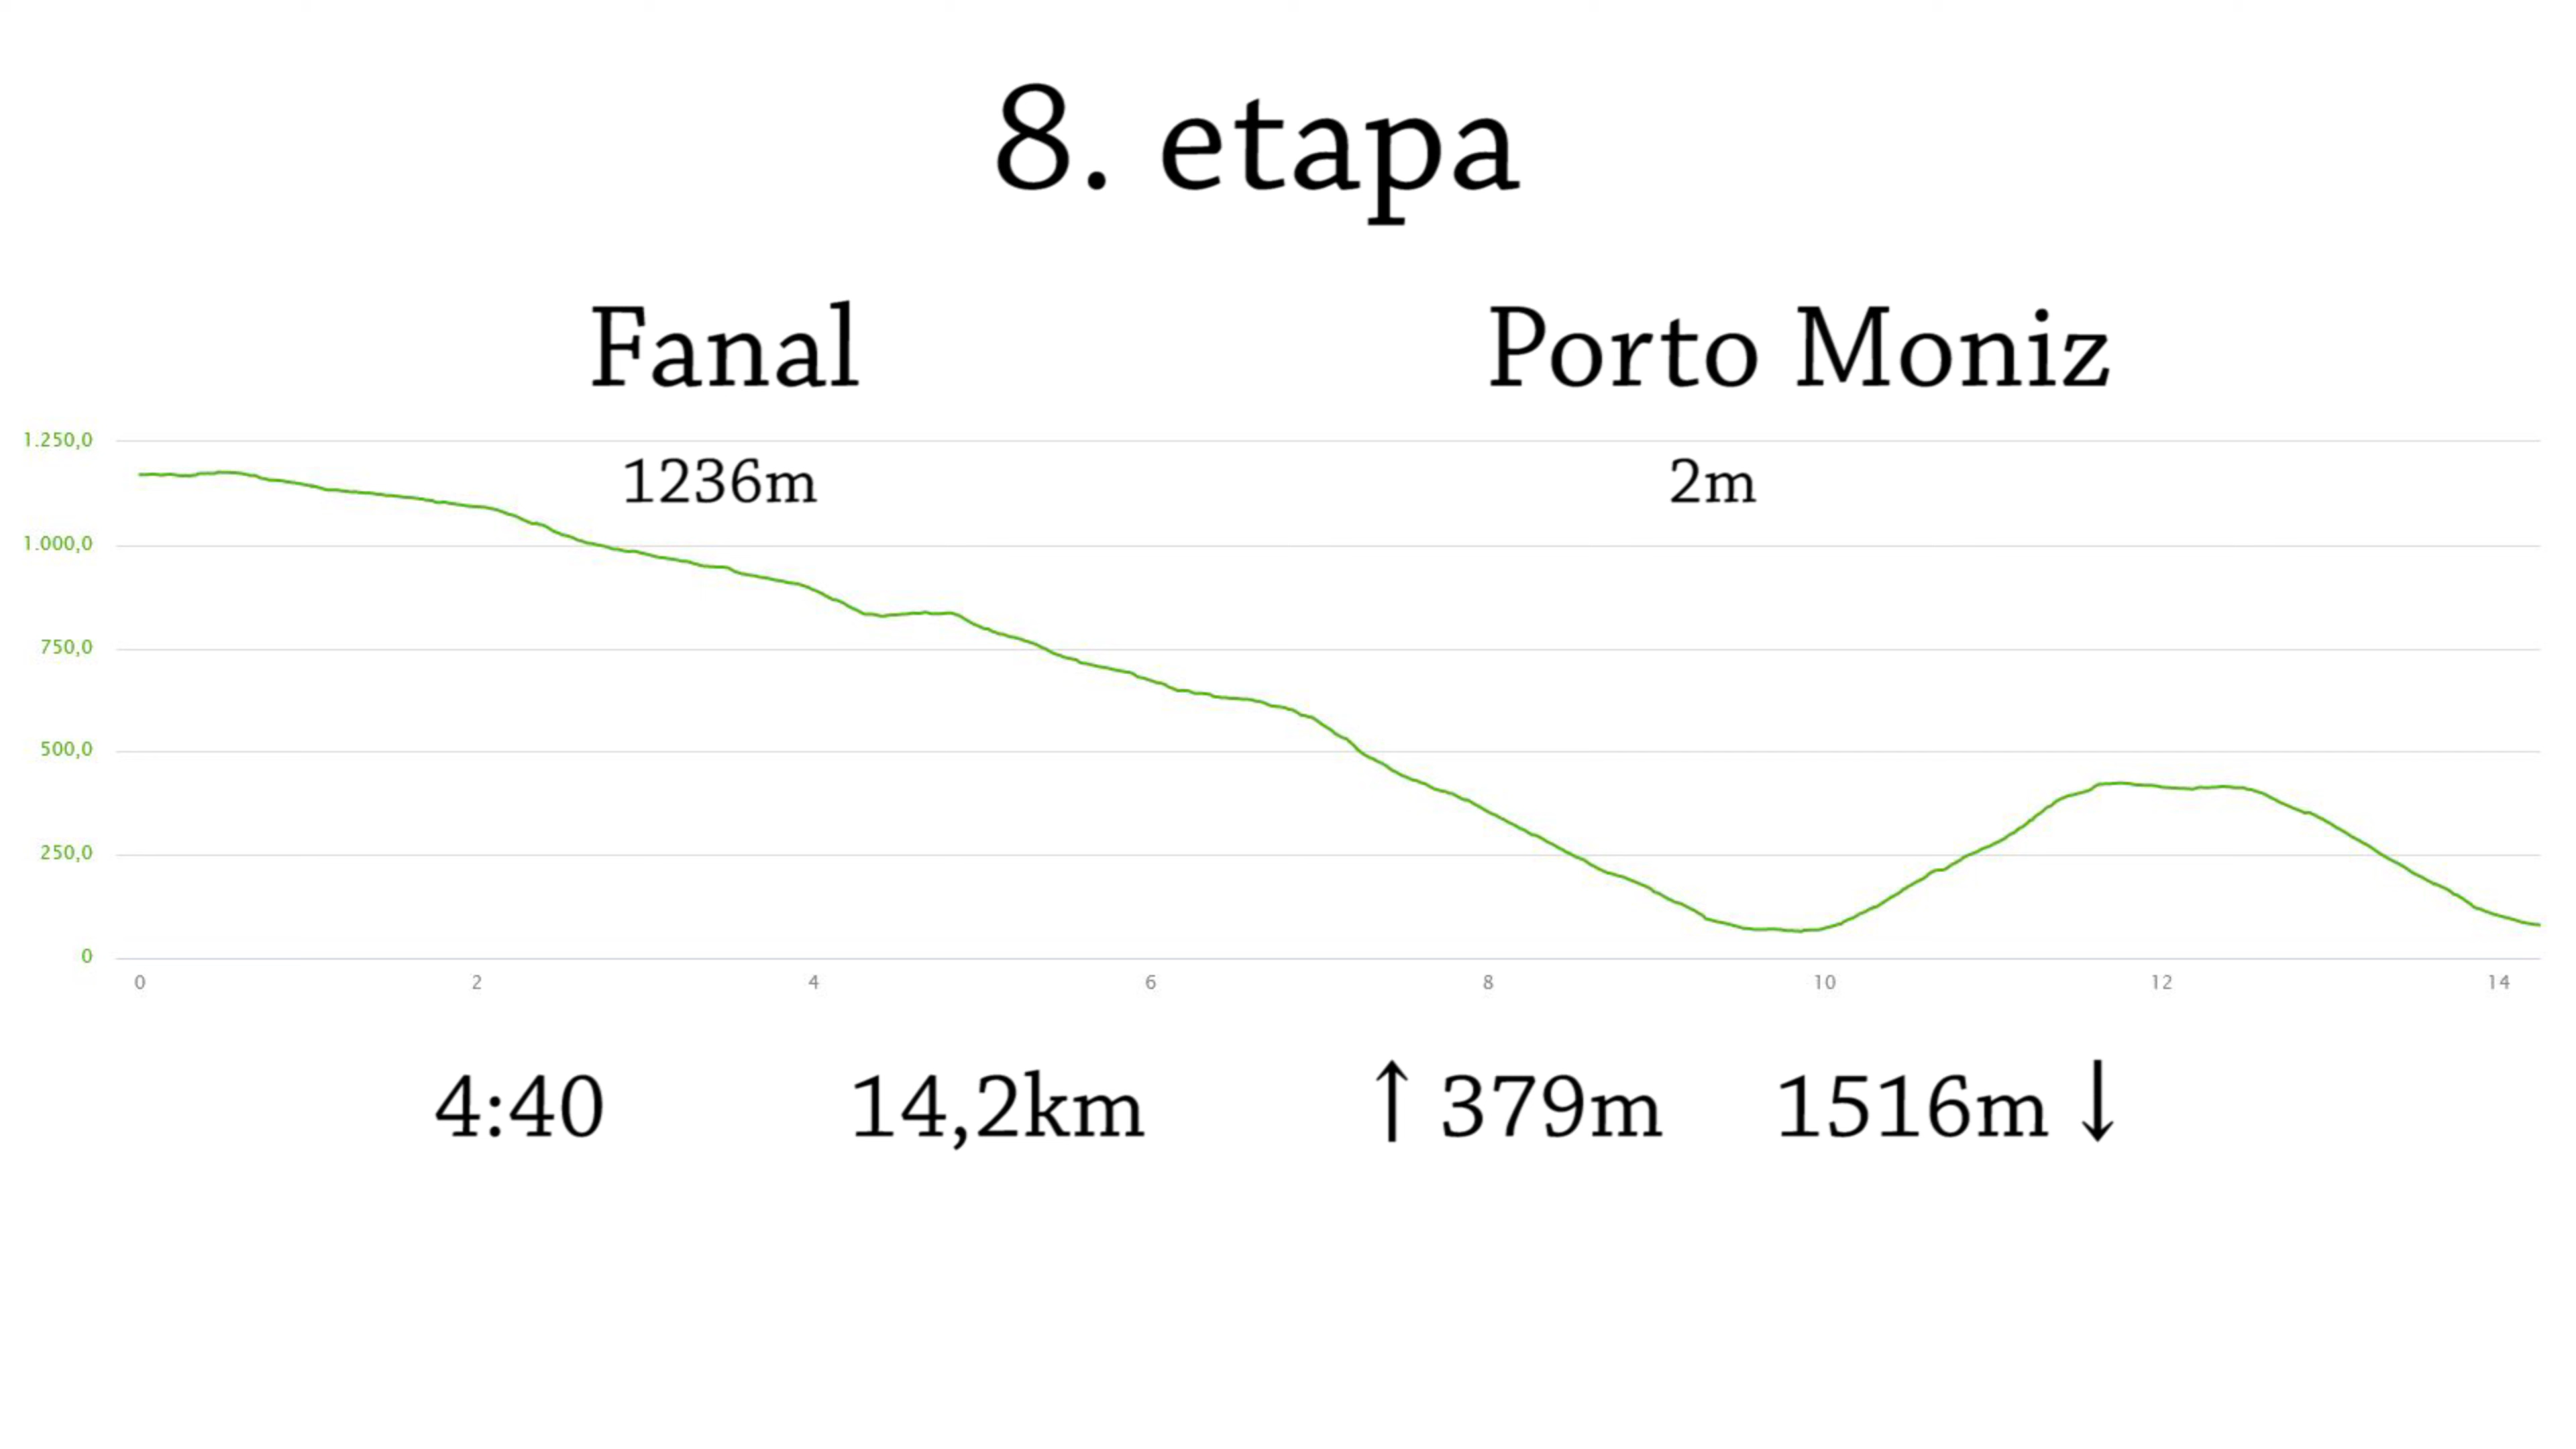 8. etapa
Fanal Porto Moniz
1.250,0
1236m 2m
1.000,0
750,0
500,0
250,0
0
0 2 4 6 8 10 12 14
4:40 14,2km ↑ 379m 1516m ↓